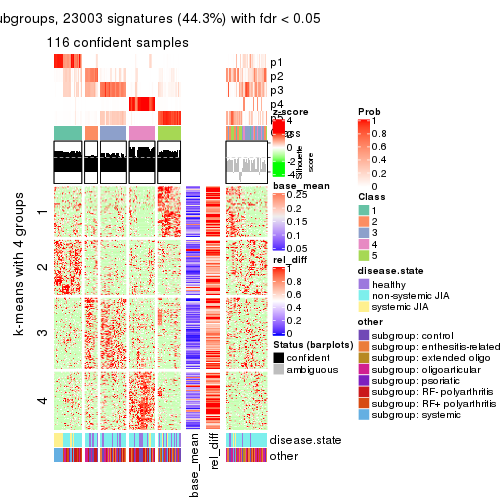 ubgroups, 23003 signatures (44.3%) with fdr < 0.05
116 confident samples
p1
p2
p3
p4
k-means with 4 groups
1
2
3
4
z-score
4
2
0
-2
-4
Silhouette
score
base_mean
0.25
0.2
0.15
0.1
0.05
rel_diff
1
0.8
0.6
0.4
0.2
0
Status (barplots)
confident
ambiguous
Prob
1
0.8
0.6
0.4
0.2
0
Class
1
2
3
4
5
disease.state
healthy
non-systemic JIA
systemic JIA
other
subgroup: control
subgroup: enthesitis-related
subgroup: extended oligo
subgroup: oligoarticular
subgroup: psoriatic
subgroup: RF- polyarthritis
subgroup: RF+ polyarthritis
subgroup: systemic
disease.state
other
base_mean
rel_diff